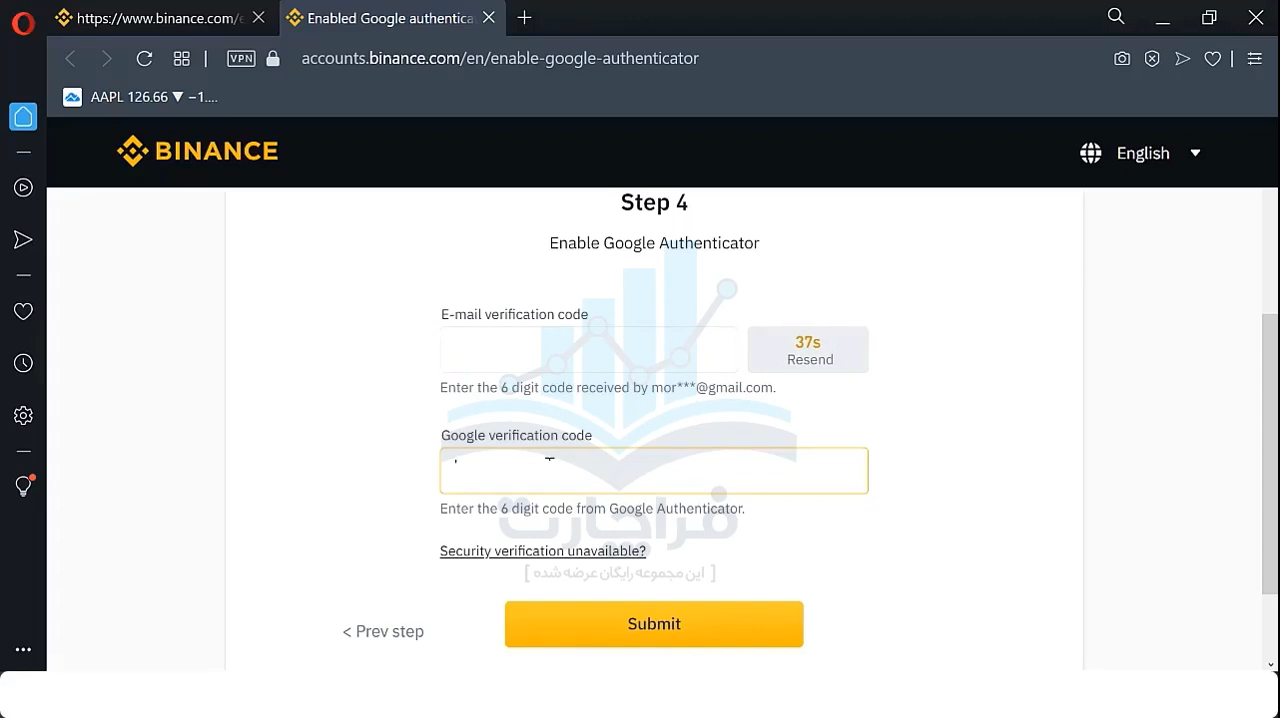 https://www.binance.com/e
Enabled Google authentica
VPN
accounts.binance.com/en/enable-google-authenticator
AAPL 126.66 ▼ −1....
BINANCE
English
Step 4
Enable Google Authenticator
E-mail verification code
37s
Resend
Enter the 6 digit code received by mor***@gmail.com.
Google verification code
Enter the 6 digit code from Google Authenticator.
فراچارت
Security verification unavailable?
[ این مجموعه رایگان عرضه شده ]
Submit
< Prev step